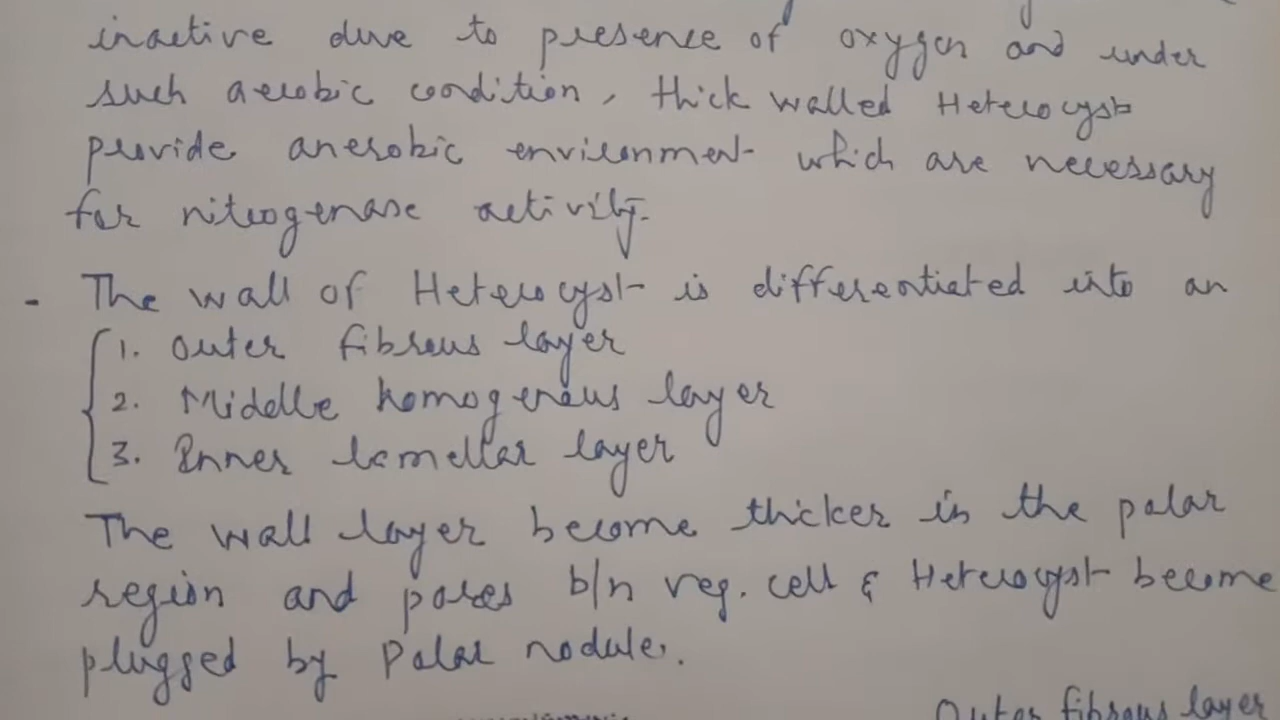 inactive due to presence of oxygen and under
such aerobic condition, thick walled Heterocyst
provide anerobic environment which are necessary
for nitrogenase activity.
- The wall of Heterocyst is differentiated into an
1. Outer fibrous layer
2. Middle homogenous layer
3. Inner lamellar layer
The wall layer become thicker in the polar
region and pores b/n veg. cell & Heterocyst become
plugged by Polar nodule.
Outer fibrous layer